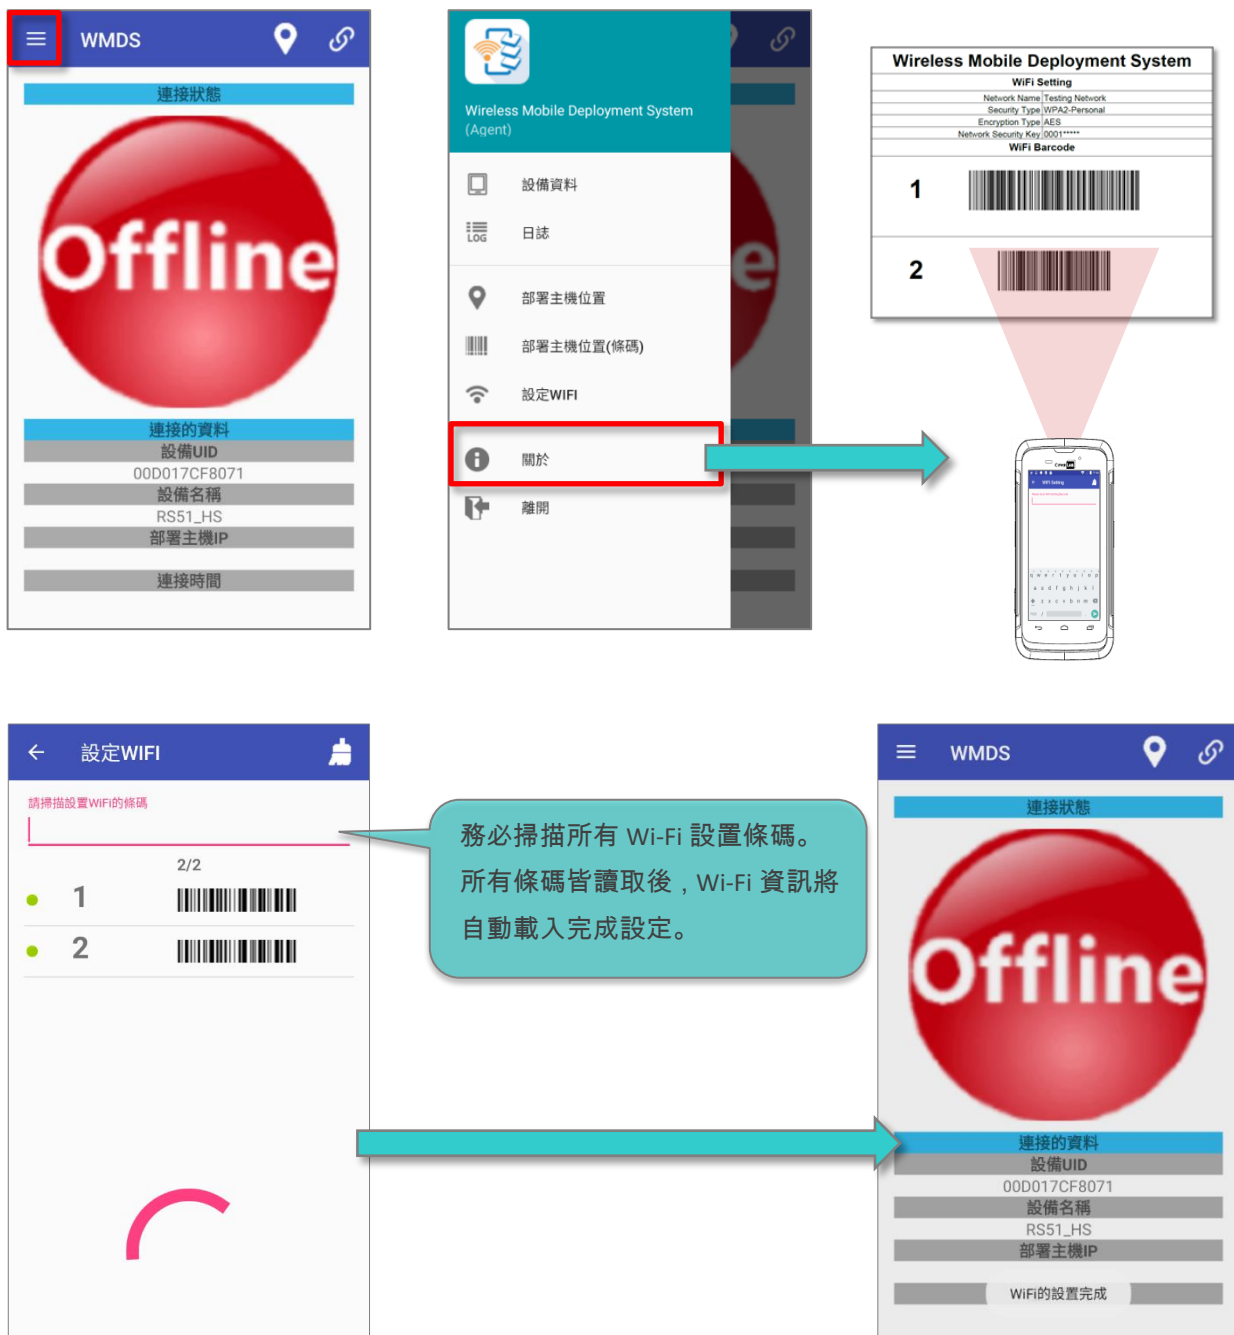 WMDS
連接狀態
Offline
連接的資料
設備UID
00D017CF8071
設備名稱
RS51_HS
部署主機IP
連接時間
Wireless Mobile Deployment System
(Agent)
設備資料
LOG
日誌
部署主機位置
部署主機位置(條碼)
設定WIFI
關於
離開
e
Wireless Mobile Deployment System
WiFi Setting
Network Name Testing Network
Security Type WPA2-Personal
Encryption Type AES
Network Security Key 0001*****
WiFi Barcode
1
2
WiFi Setting
q w e r t y u i o p
a s d f g h j k l
z x c v b n m
設定WIFI
請掃描設置WiFi的條碼
2/2
1
2
務必掃描所有 Wi-Fi 設置條碼。
所有條碼皆讀取後，Wi-Fi 資訊將
自動載入完成設定。
WMDS
連接狀態
Offline
連接的資料
設備UID
00D017CF8071
設備名稱
RS51_HS
部署主機IP
WiFi的設置完成